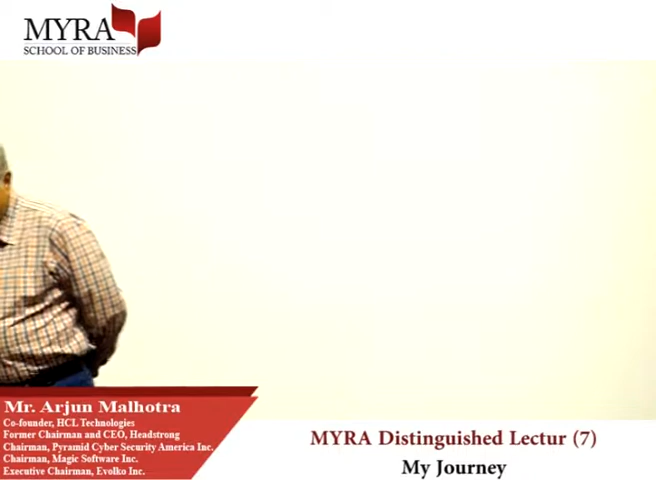 MYRA
SCHOOL OF BUSINESS
Mr. Arjun Malhotra
Co-founder, HCL Technologies
Former Chairman and CEO, Headstrong
Chairman, Pyramid Cyber Security America Inc.
Chairman, Magic Software Inc.
Executive Chairman, Evolko Inc.
MYRA Distinguished Lectur (7)
My Journey